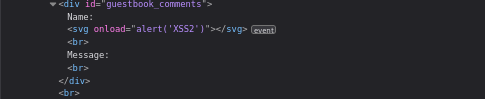 <div id="guestbook_comments">
Name:
<svg onload="alert('XSS2')"></svg> event
<br>
Message:
<br>
</div>
<br>